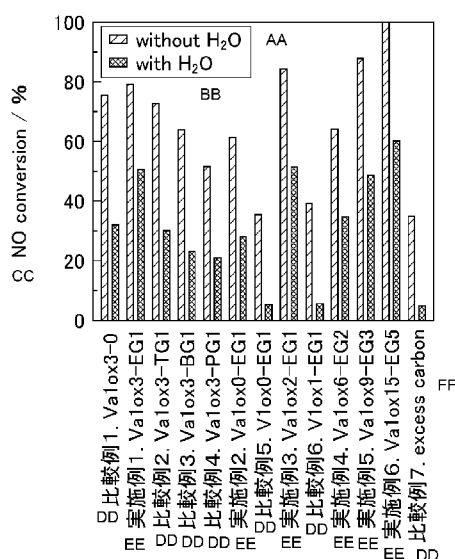 100
80
60
40
20
0
NO conversion / %
CC
without H₂O
with H₂O
AA
BB
DD 比較例1. Va1ox3-0
EE 実施例1. Va1ox3-EG1
DD 比較例2. Va1ox3-TG1
DD 比較例3. Va1ox3-BG1
DD 比較例4. Va1ox3-PG1
EE 実施例2. Va1ox0-EG1
DD 比較例5. V1ox0-EG1
EE 実施例3. Va1ox2-EG1
DD 比較例6. V1ox1-EG1
EE 実施例4. Va1ox6-EG2
EE 実施例5. Va1ox9-EG3
EE 実施例6. Va1ox15-EG5
DD 比較例7. excess carbon
FF